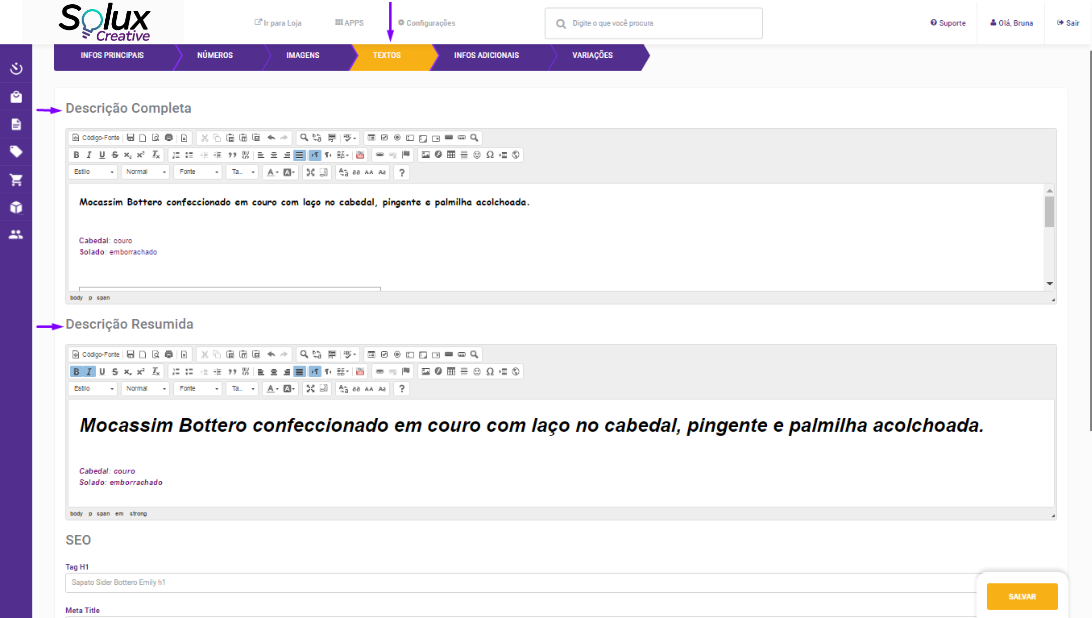 Solux
Creative
Ir para Loja
APPS
Configurações
Digite o que você procura
Suporte
Olá, Bruna
Sair
INFOS PRINCIPAIS
NÚMEROS
IMAGENS
TEXTOS
INFOS ADICIONAIS
VARIAÇÕES
Descrição Completa
Código-Fonte
Estilo
Normal
Fonte
Ta...
Mocassim Bottero confeccionado em couro com laço no cabedal, pingente e palmilha acolchoada.
Cabedal: couro
Solado: emborrachado
body p span
Descrição Resumida
Código-Fonte
Estilo
Normal
Fonte
Ta...
Mocassim Bottero confeccionado em couro com laço no cabedal, pingente e palmilha acolchoada.
Cabedal: couro
Solado: emborrachado
body p span em strong
SEO
Tag H1
Sapato Sider Bottero Emily h1
SALVAR
Meta Title